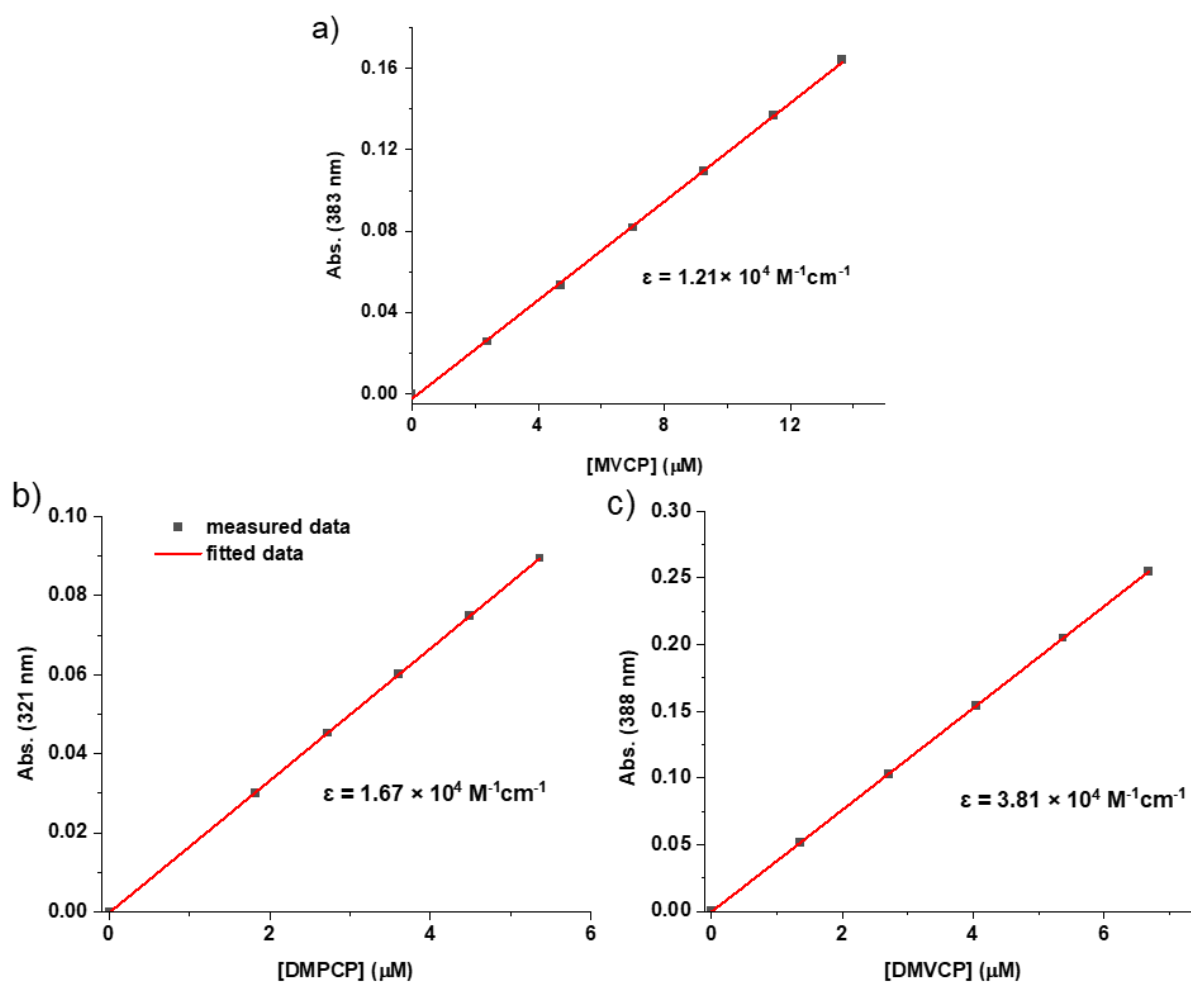 a)
0.16
0.12
0.08
0.04
0.00
Abs. (383 nm)
ε = 1.21× 10⁴ M⁻¹cm⁻¹
0 4 8 12
[MVCP] (μM)
b)
0.10
0.08
0.06
0.04
0.02
0.00
Abs. (321 nm)
measured data
fitted data
ε = 1.67 × 10⁴ M⁻¹cm⁻¹
0 2 4 6
[DMPCP] (μM)
c)
0.30
0.25
0.20
0.15
0.10
0.05
0.00
Abs. (388 nm)
ε = 3.81 × 10⁴ M⁻¹cm⁻¹
0 2 4 6
[DMVCP] (μM)